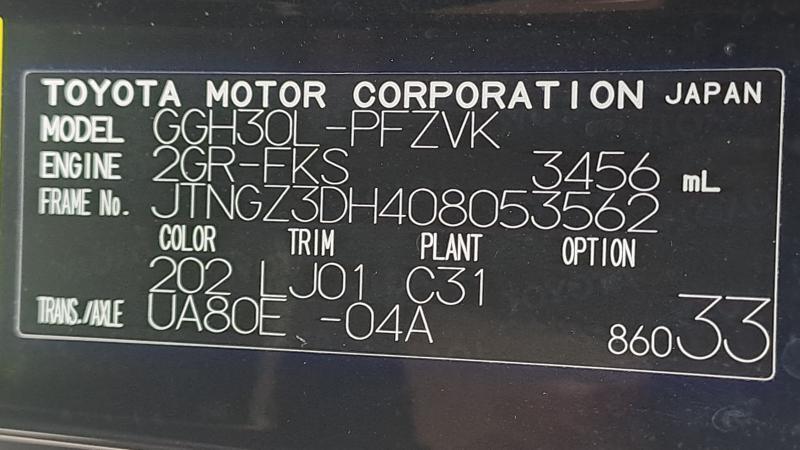 TOYOTA MOTOR CORPORATION JAPAN
MODEL GGH30L-PFZVK
ENGINE 2GR-FKS 3456 mL
FRAME No. JTNGZ3DH408053562
COLOR TRIM PLANT OPTION
202 LJ01 C31
TRANS./AXLE UA80E -04A
86033